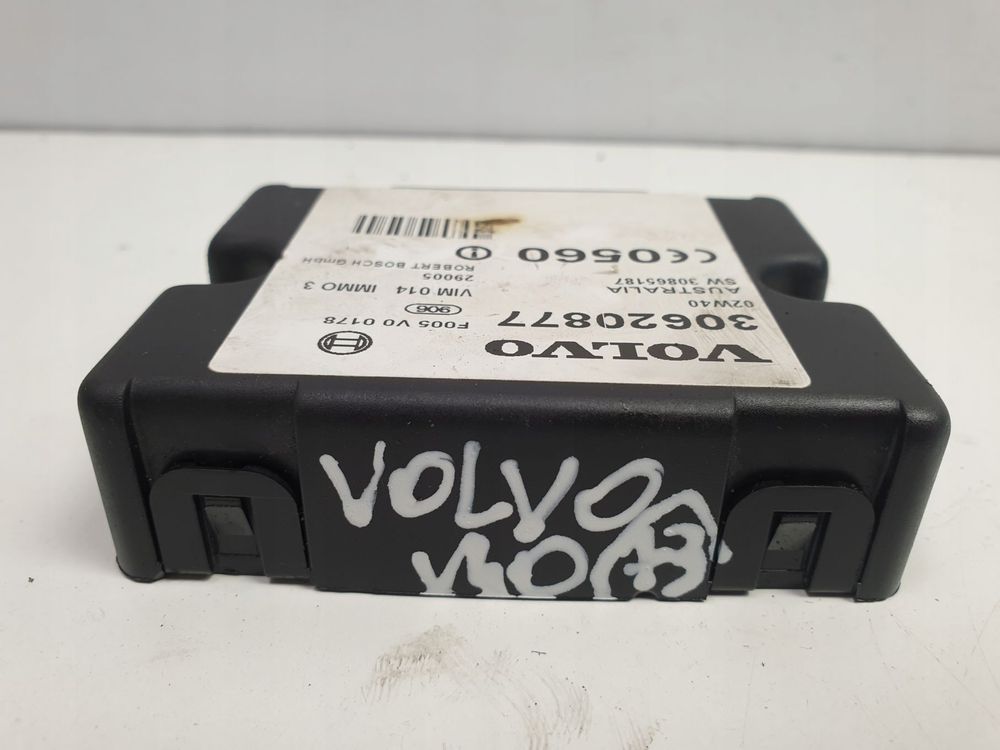 VOLVO
30620877 F005 V0 0178
02W40 906
AUSTRALIA VIM 014 IMMO 3
SW 30865187 29005
ROBERT BOSCH GmbH
CE0560
VOLVO
V40